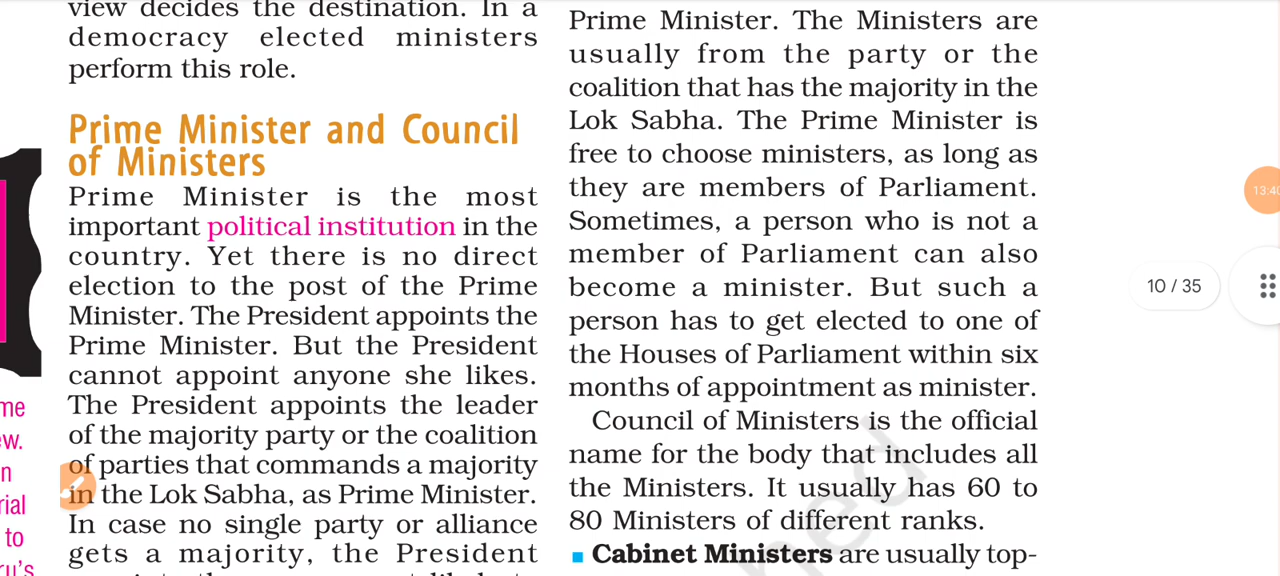 view decides the destination. In a
democracy elected ministers
perform this role.
Prime Minister and Council
of Ministers
Prime Minister is the most
important political institution in the
country. Yet there is no direct
election to the post of the Prime
Minister. The President appoints the
Prime Minister. But the President
cannot appoint anyone she likes.
The President appoints the leader
of the majority party or the coalition
of parties that commands a majority
in the Lok Sabha, as Prime Minister.
In case no single party or alliance
gets a majority, the President
Prime Minister. The Ministers are
usually from the party or the
coalition that has the majority in the
Lok Sabha. The Prime Minister is
free to choose ministers, as long as
they are members of Parliament.
Sometimes, a person who is not a
member of Parliament can also
become a minister. But such a
person has to get elected to one of
the Houses of Parliament within six
months of appointment as minister.
Council of Ministers is the official
name for the body that includes all
the Ministers. It usually has 60 to
80 Ministers of different ranks.
Cabinet Ministers are usually top-
13:40
10 / 35
to